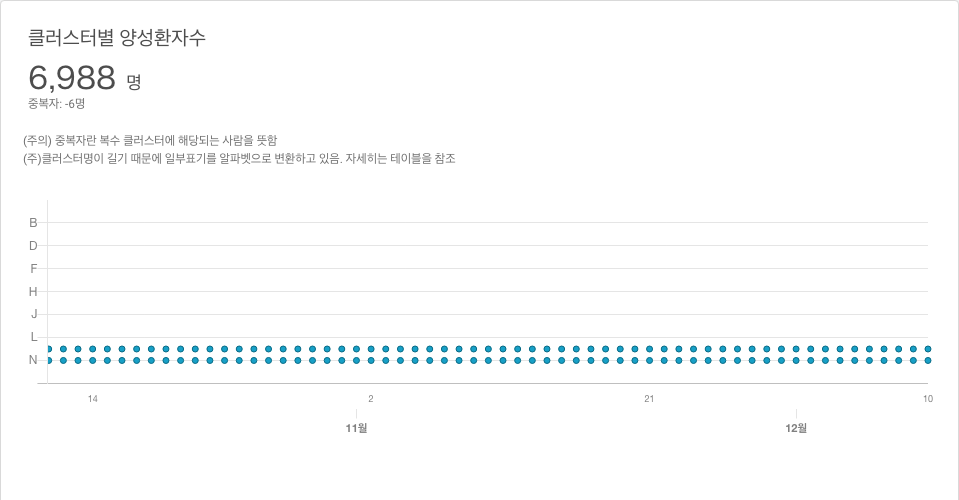 클러스터별 양성환자수
6,988 명
중복자: -6명
(주의) 중복자란 복수 클러스터에 해당되는 사람을 뜻함
(주)클러스터명이 길기 때문에 일부표기를 알파벳으로 변환하고 있음. 자세히는 테이블을 참조
B
D
F
H
J
L
N
14 2 21 10
11월 12월